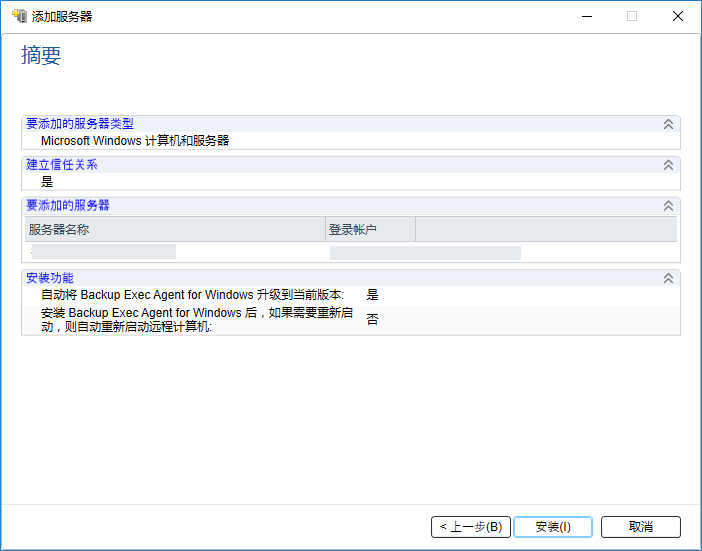 添加服务器
摘要
要添加的服务器类型
Microsoft Windows 计算机和服务器
建立信任关系
是
要添加的服务器
服务器名称 登录帐户
安装功能
自动将 Backup Exec Agent for Windows 升级到当前版本: 是
安装 Backup Exec Agent for Windows 后，如果需要重新启
动，则自动重新启动远程计算机: 否
< 上一步(B) 安装(I) 取消